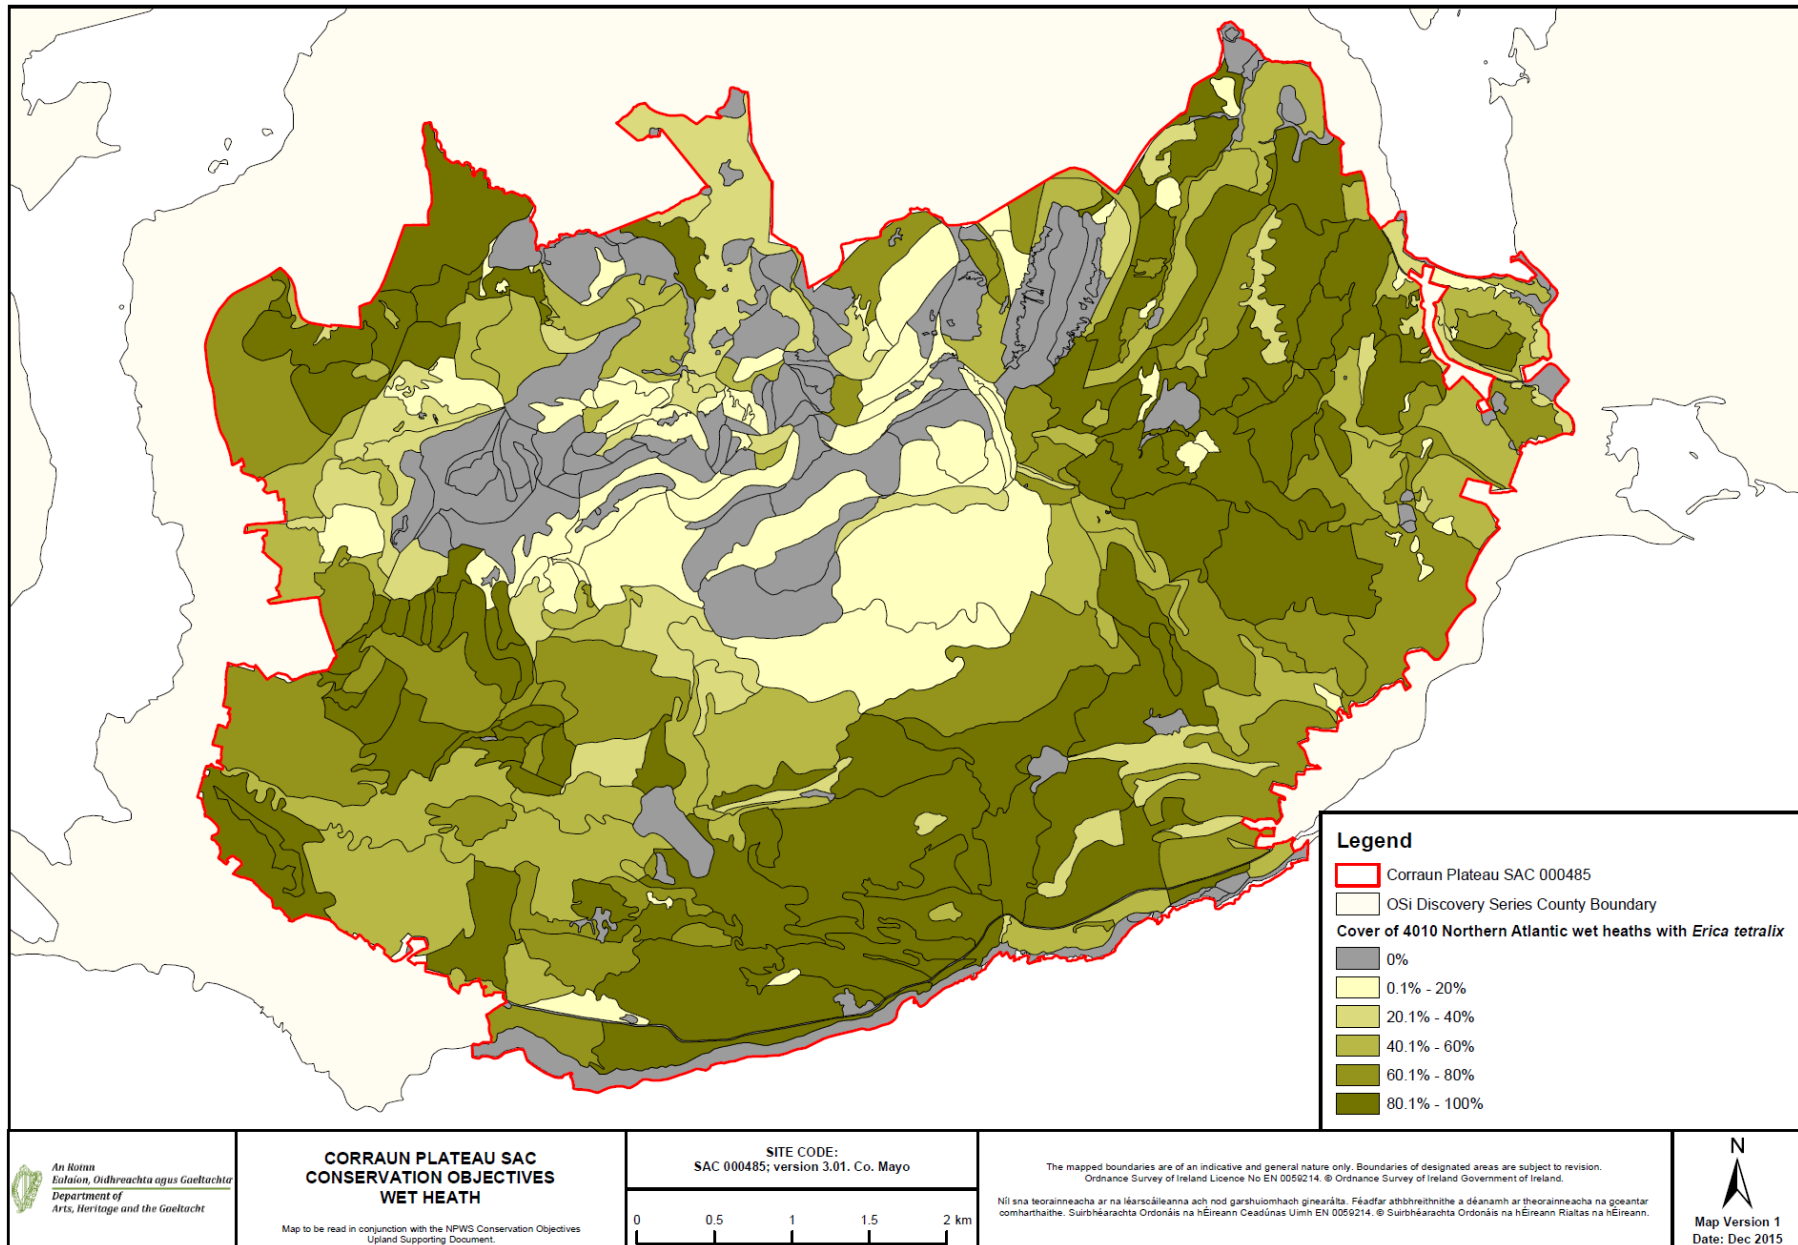 Legend
Corraun Plateau SAC 000485
OSi Discovery Series County Boundary
Cover of 4010 Northern Atlantic wet heaths with Erica tetralix
0%
0.1% - 20%
20.1% - 40%
40.1% - 60%
60.1% - 80%
80.1% - 100%
An Roinn
Ealaíon, Oidhreachta agus Gaeltachta
Department of
Arts, Heritage and the Gaeltacht
CORRAUN PLATEAU SAC
CONSERVATION OBJECTIVES
WET HEATH
Map to be read in conjunction with the NPWS Conservation Objectives
Upland Supporting Document.
SITE CODE:
SAC 000485; version 3.01. Co. Mayo
0 0.5 1 1.5 2 km
The mapped boundaries are of an indicative and general nature only. Boundaries of designated areas are subject to revision.
Ordnance Survey of Ireland Licence No EN 0059214. © Ordnance Survey of Ireland Government of Ireland.
Níl sna teorainneacha ar na léarscáileanna ach nod garshuiomhach ginearálta. Féadfar athbhreithnithe a déanamh ar theorainneacha na gceantar
comharthaithe. Suirbhéarachta Ordonáis na hÉireann Ceadúnas Uimh EN 0059214. © Suirbhéarachta Ordonáis na hÉireann Rialtas na hÉireann.
N
Map Version 1
Date: Dec 2015